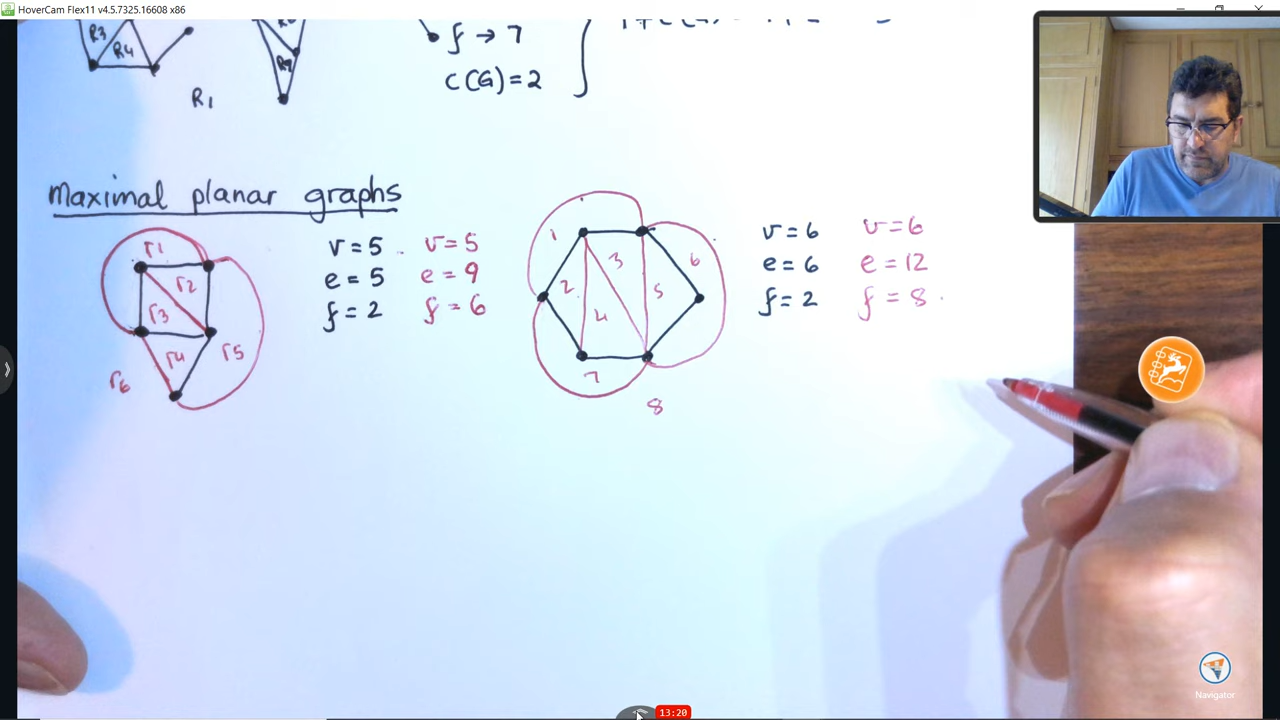 HoverCam Flex11 v4.5.7325.16608 x86
R3
R4
R1
f → 7
C(G) = 2
maximal planar graphs
r1
r2
r3
r4
r5
r6
v = 5
e = 5
f = 2
v = 5
e = 9
f = 6
1
2
3
4
5
6
7
8
v = 6
e = 6
f = 2
v = 6
e = 12
f = 8
Navigator
13:20